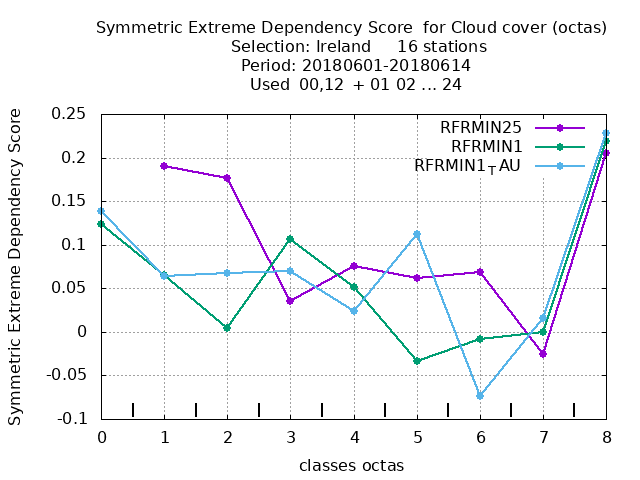 Symmetric Extreme Dependency Score  for Cloud cover (octas)
Selection: Ireland     16 stations
Period: 20180601-20180614
Used  00,12  + 01 02 ... 24
Symmetric Extreme Dependency Score
0.25
0.2
0.15
0.1
0.05
0
-0.05
-0.1
RFRMIN25
RFRMIN1
RFRMIN1TAU
0 1 2 3 4 5 6 7 8
classes octas